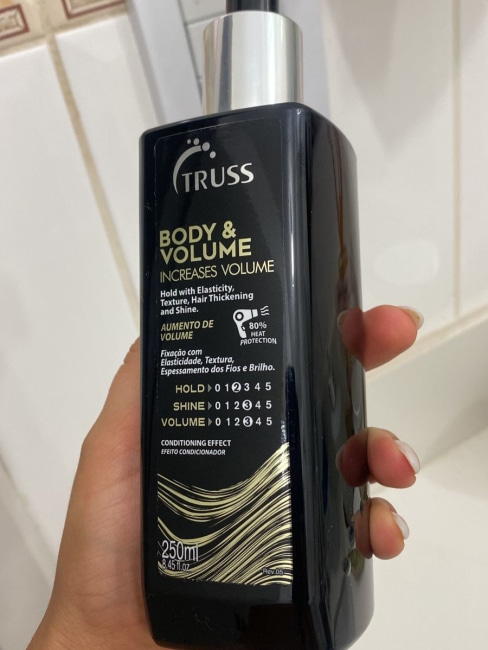 TRUSS
BODY &
VOLUME
INCREASES VOLUME
Hold with Elasticity,
Texture, Hair Thickening
and Shine.
AUMENTO DE
VOLUME
80%
HEAT
PROTECTION
Fixação com
Elasticidade, Textura,
Espessamento dos Fios e Brilho.
HOLD 0 1 2 3 4 5
SHINE 0 1 2 3 4 5
VOLUME 0 1 2 3 4 5
CONDITIONING EFFECT
EFEITO CONDICIONADOR
250ml
8.45 fl.oz
Rev.05